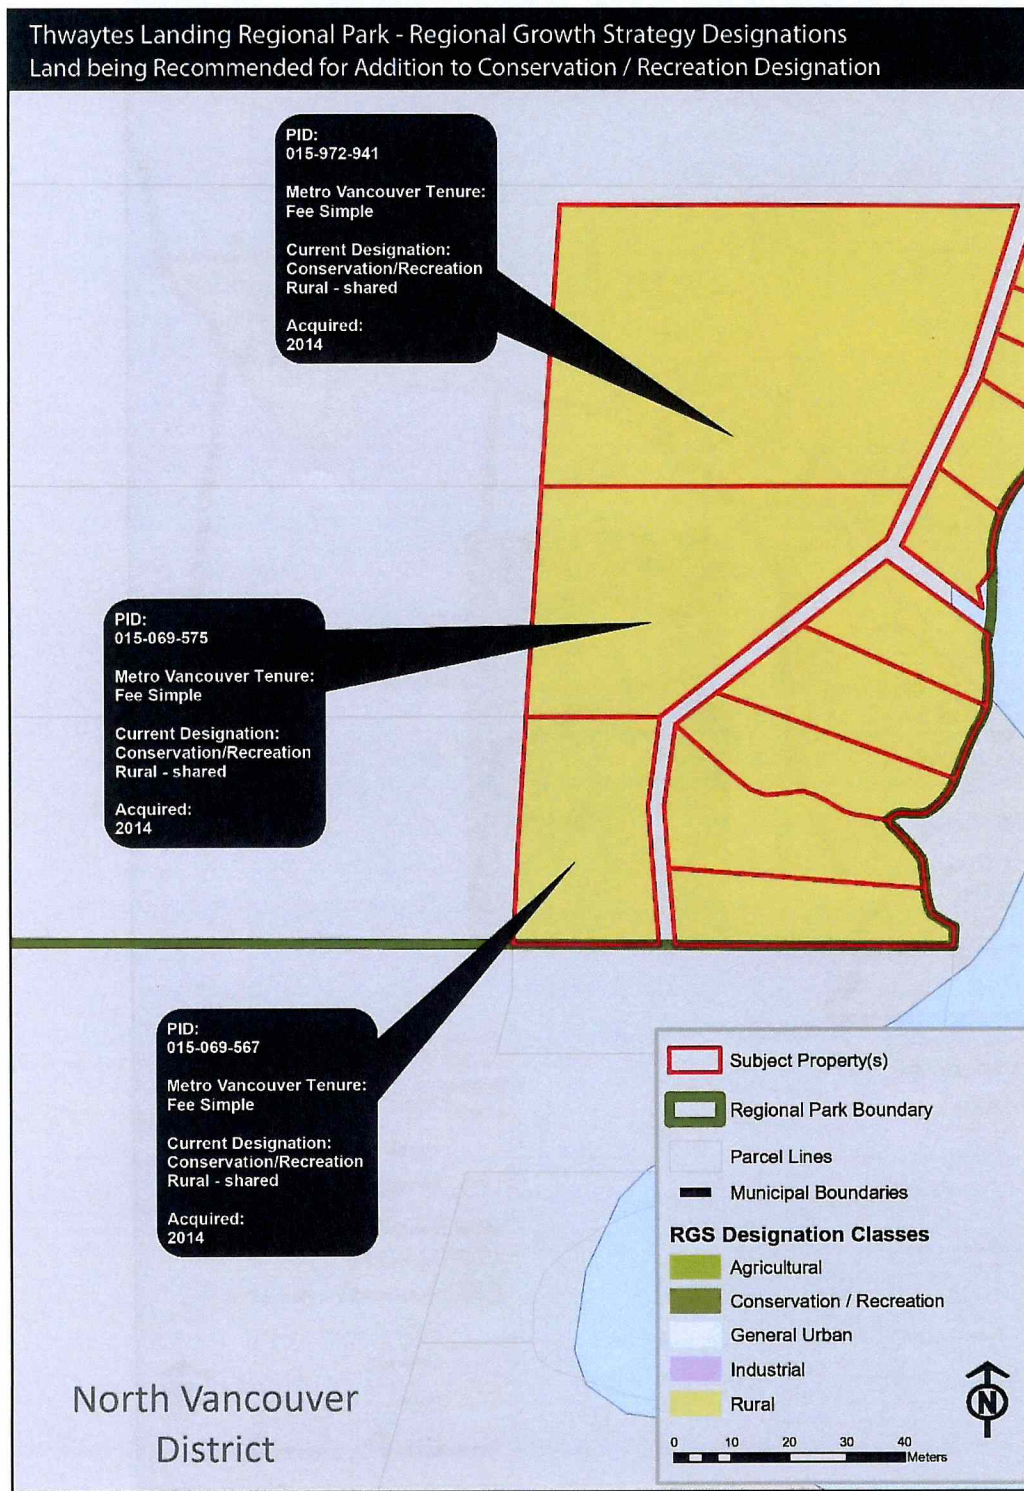 Thwaytes Landing Regional Park - Regional Growth Strategy Designations
Land being Recommended for Addition to Conservation / Recreation Designation
PID:
015-972-941
Metro Vancouver Tenure:
Fee Simple
Current Designation:
Conservation/Recreation
Rural - shared
Acquired:
2014
PID:
015-069-575
Metro Vancouver Tenure:
Fee Simple
Current Designation:
Conservation/Recreation
Rural - shared
Acquired:
2014
PID:
015-069-567
Metro Vancouver Tenure:
Fee Simple
Current Designation:
Conservation/Recreation
Rural - shared
Acquired:
2014
North Vancouver
District
Subject Property(s)
Regional Park Boundary
Parcel Lines
Municipal Boundaries
RGS Designation Classes
Agricultural
Conservation / Recreation
General Urban
Industrial
Rural
N
0 10 20 30 40
Meters